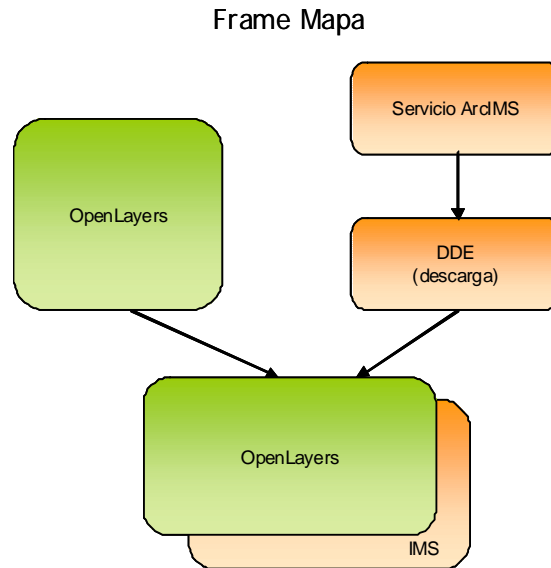 Frame Mapa
Servicio ArcIMS
OpenLayers
DDE
(descarga)
OpenLayers
IMS